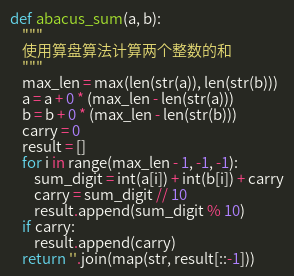 def abacus_sum(a, b):
    """
    使用算盘算法计算两个整数的和
    """
    max_len = max(len(str(a)), len(str(b)))
    a = a + 0 * (max_len - len(str(a)))
    b = b + 0 * (max_len - len(str(b)))
    carry = 0
    result = []
    for i in range(max_len - 1, -1, -1):
        sum_digit = int(a[i]) + int(b[i]) + carry
        carry = sum_digit // 10
        result.append(sum_digit % 10)
    if carry:
        result.append(carry)
    return ''.join(map(str, result[::-1]))